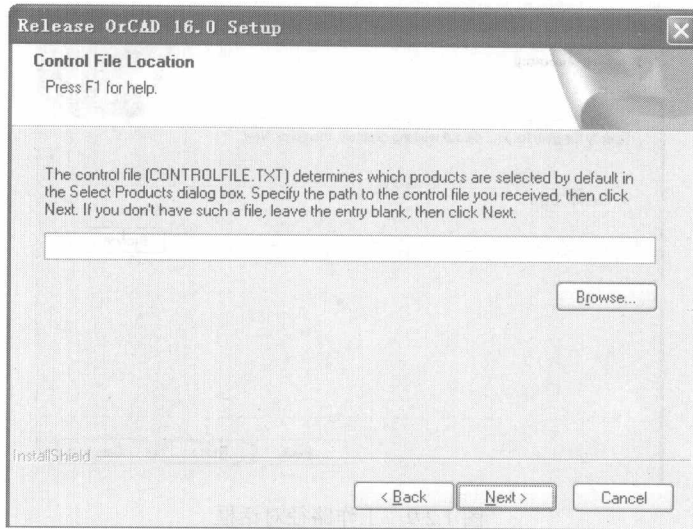 Release OrCAD 16.0 Setup
Control File Location
Press F1 for help.
The control file (CONTROLFILE.TXT) determines which products are selected by default in
the Select Products dialog box. Specify the path to the control file you received, then click
Next. If you don't have such a file, leave the entry blank, then click Next.
Browse...
InstallShield
< Back
Next >
Cancel